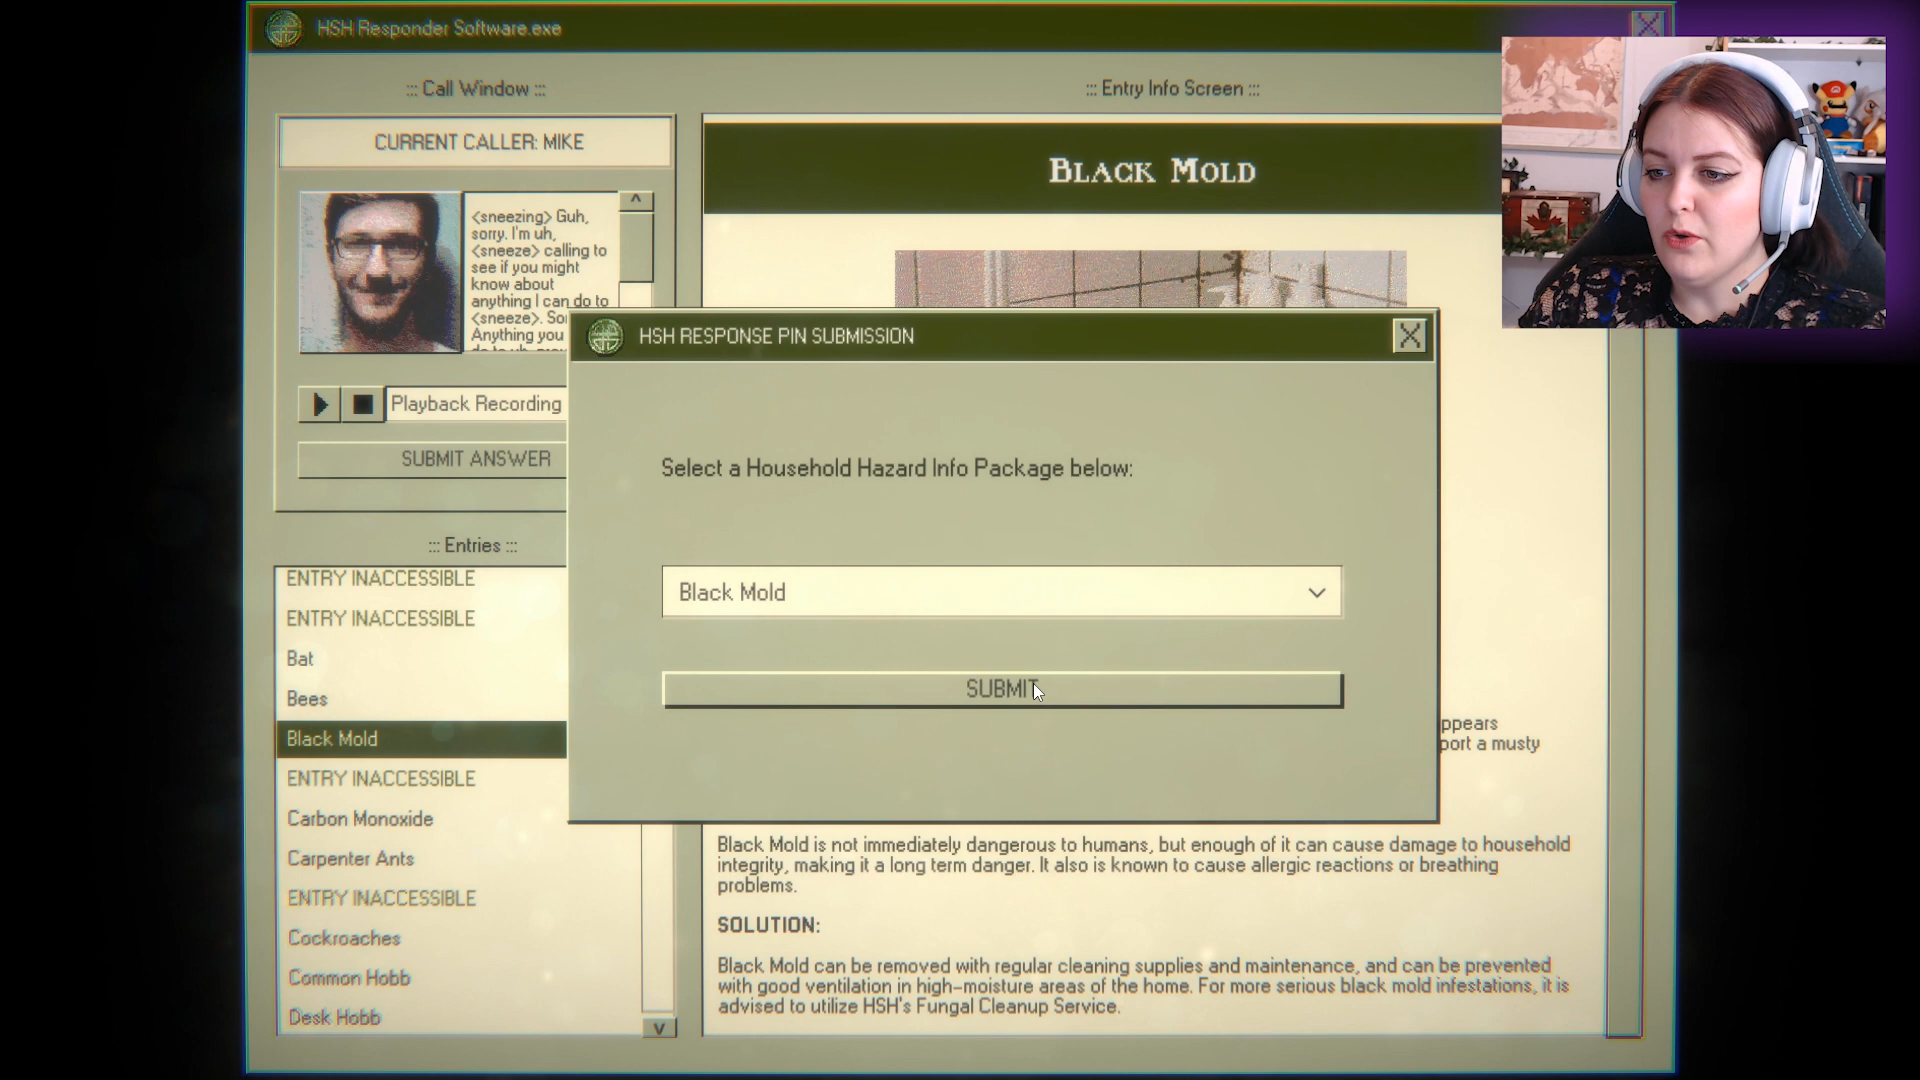 HSH Responder Software.exe
::: Call Window :::
CURRENT CALLER: MIKE
<sneezing> Guh,
sorry. I'm uh,
<sneeze> calling to
see if you might
know about
anything I can do to
<sneeze>. So
Anything you
SUBMIT ANSWER
Playback Recording
::: Entries :::
ENTRY INACCESSIBLE
ENTRY INACCESSIBLE
Bat
Bees
Black Mold
ENTRY INACCESSIBLE
Carbon Monoxide
Carpenter Ants
ENTRY INACCESSIBLE
Cockroaches
Common Hobb
Desk Hobb
::: Entry Info Screen :::
BLACK MOLD
HSH RESPONSE PIN SUBMISSION
Select a Household Hazard Info Package below:
Black Mold
SUBMIT
ppears
port a musty
Black Mold is not immediately dangerous to humans, but enough of it can cause damage to household
integrity, making it a long term danger. It also is known to cause allergic reactions or breathing
problems.
SOLUTION:
Black Mold can be removed with regular cleaning supplies and maintenance, and can be prevented
with good ventilation in high-moisture areas of the home. For more serious black mold infestations, it is
advised to utilize HSH's Fungal Cleanup Service.